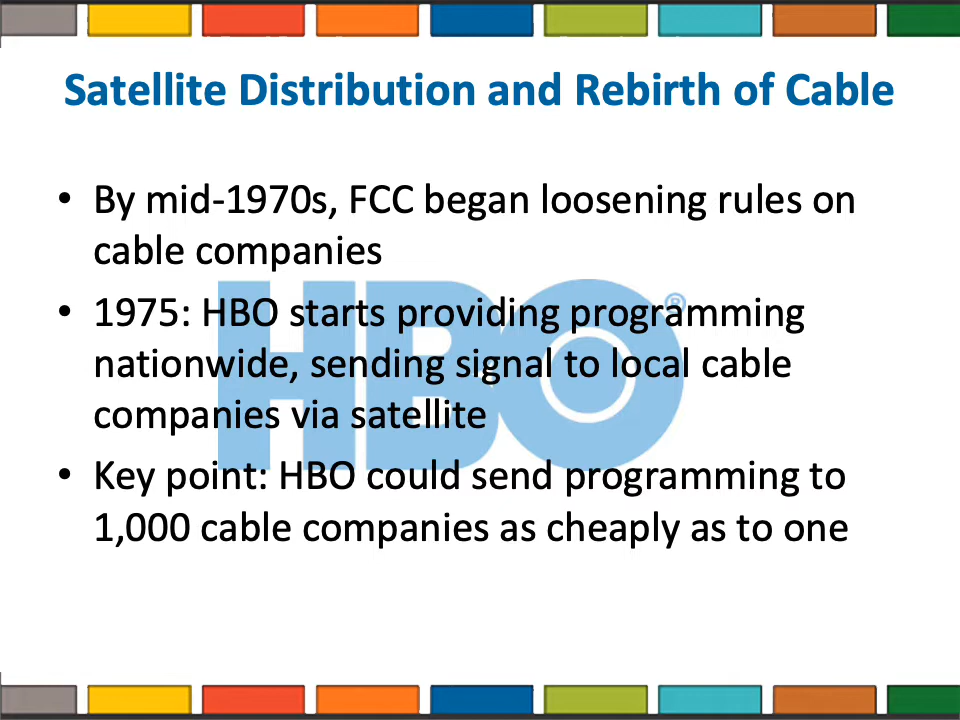 Satellite Distribution and Rebirth of Cable
• By mid-1970s, FCC began loosening rules on
cable companies
• 1975: HBO starts providing programming
nationwide, sending signal to local cable
companies via satellite
• Key point: HBO could send programming to
1,000 cable companies as cheaply as to one
HBO®